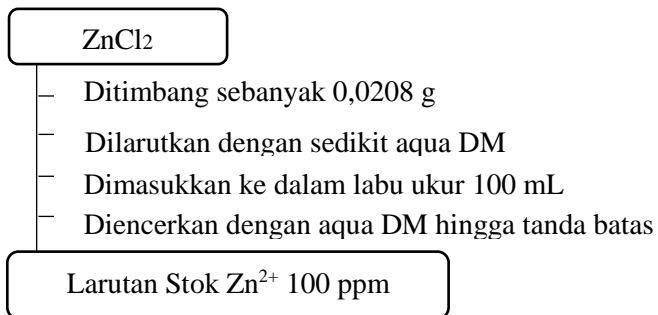 ZnCl₂
Ditimbang sebanyak 0,0208 g
Dilarutkan dengan sedikit aqua DM
Dimasukkan ke dalam labu ukur 100 mL
Diencerkan dengan aqua DM hingga tanda batas
Larutan Stok Zn²⁺ 100 ppm